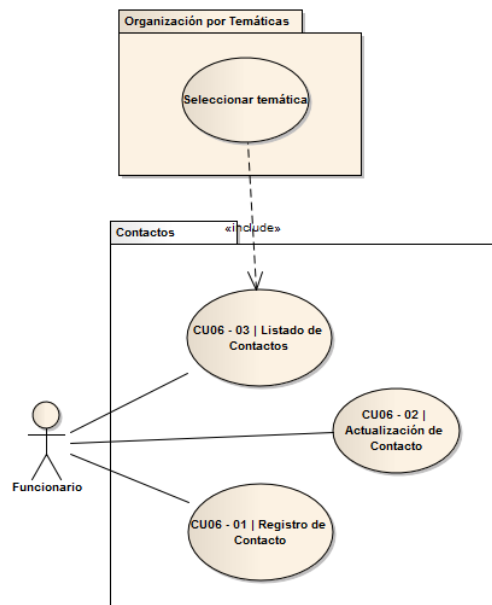 Organización por Temáticas
Seleccionar temática
Contactos
«include»
CU06 - 03 | Listado de
Contactos
CU06 - 02 |
Actualización de
Contacto
Funcionario
CU06 - 01 | Registro de
Contacto